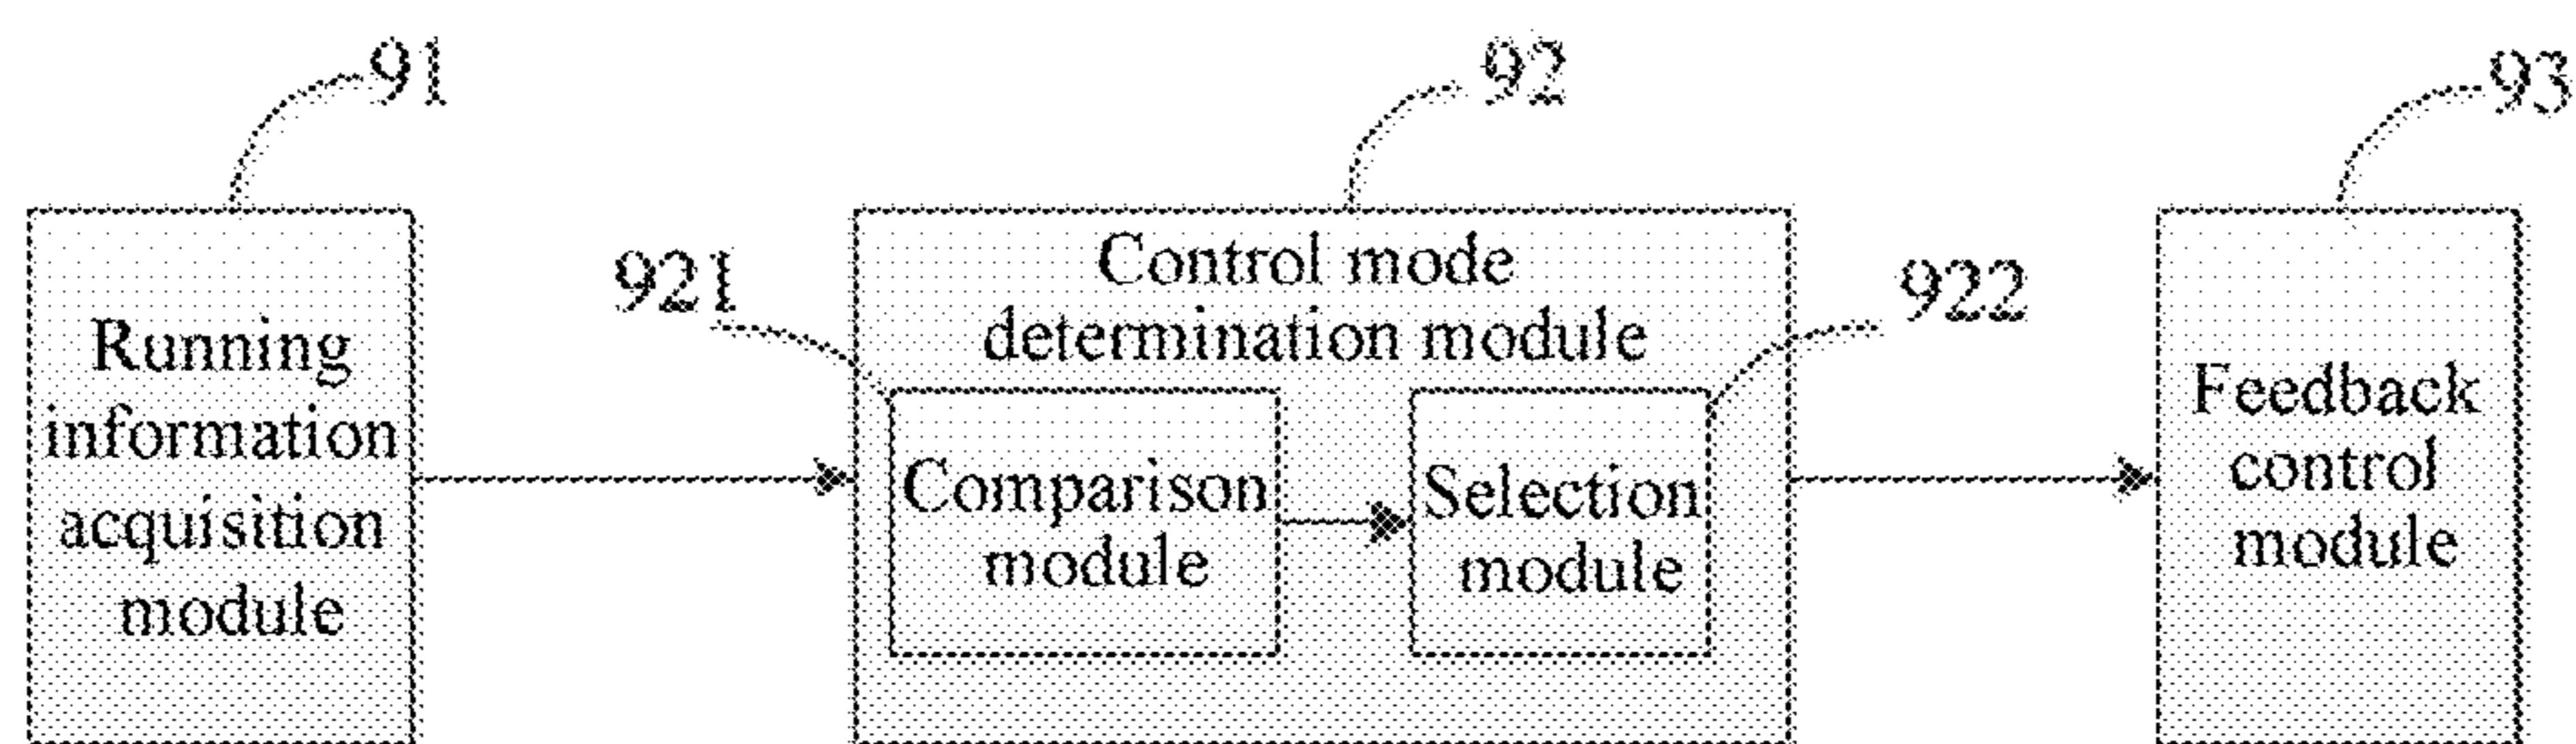 91
92
93
921
922
Running
information
acquisition
module
Control mode
determination module
Comparison
module
Selection
module
Feedback
control
module